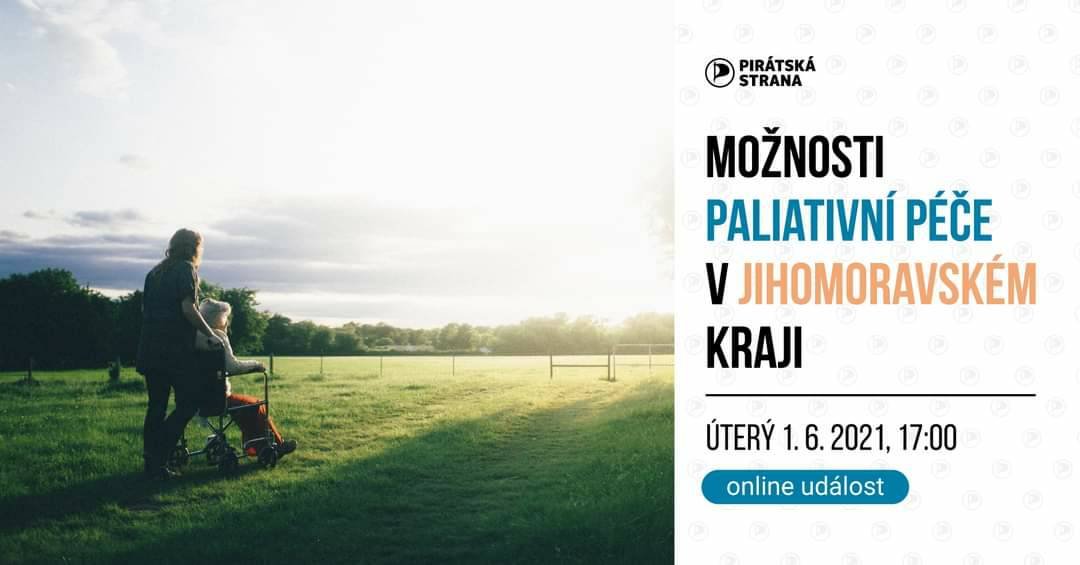 PIRÁTSKÁ
STRANA
MOŽNOSTI
PALIATIVNÍ PÉČE
V JIHOMORAVSKÉM
KRAJI
ÚTERÝ 1. 6. 2021, 17:00
online událost